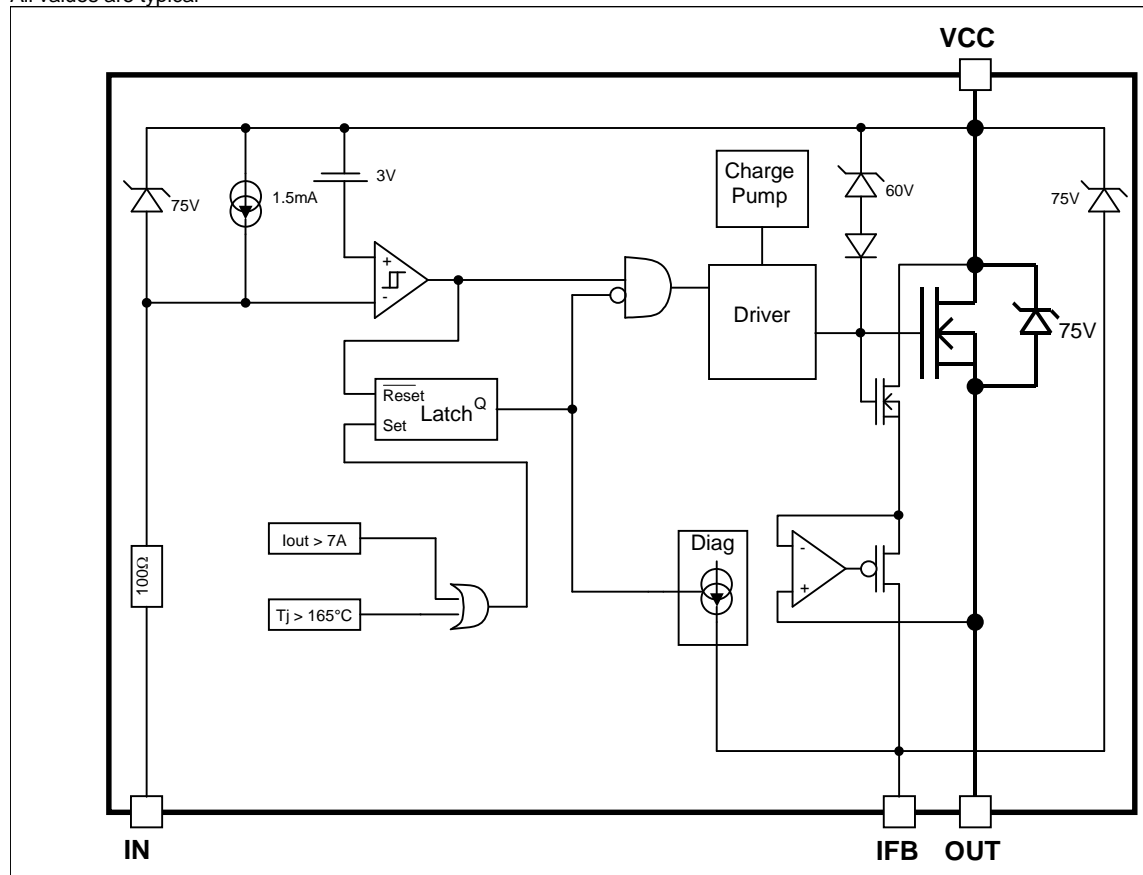 All values are typical
VCC
75V
1.5mA
3V
+
-
Charge
Pump
60V
75V
Driver
75V
Reset
Set
Latch
Q
Iout > 7A
Tj > 165°C
Diag
-
+
100Ω
IN
IFB
OUT